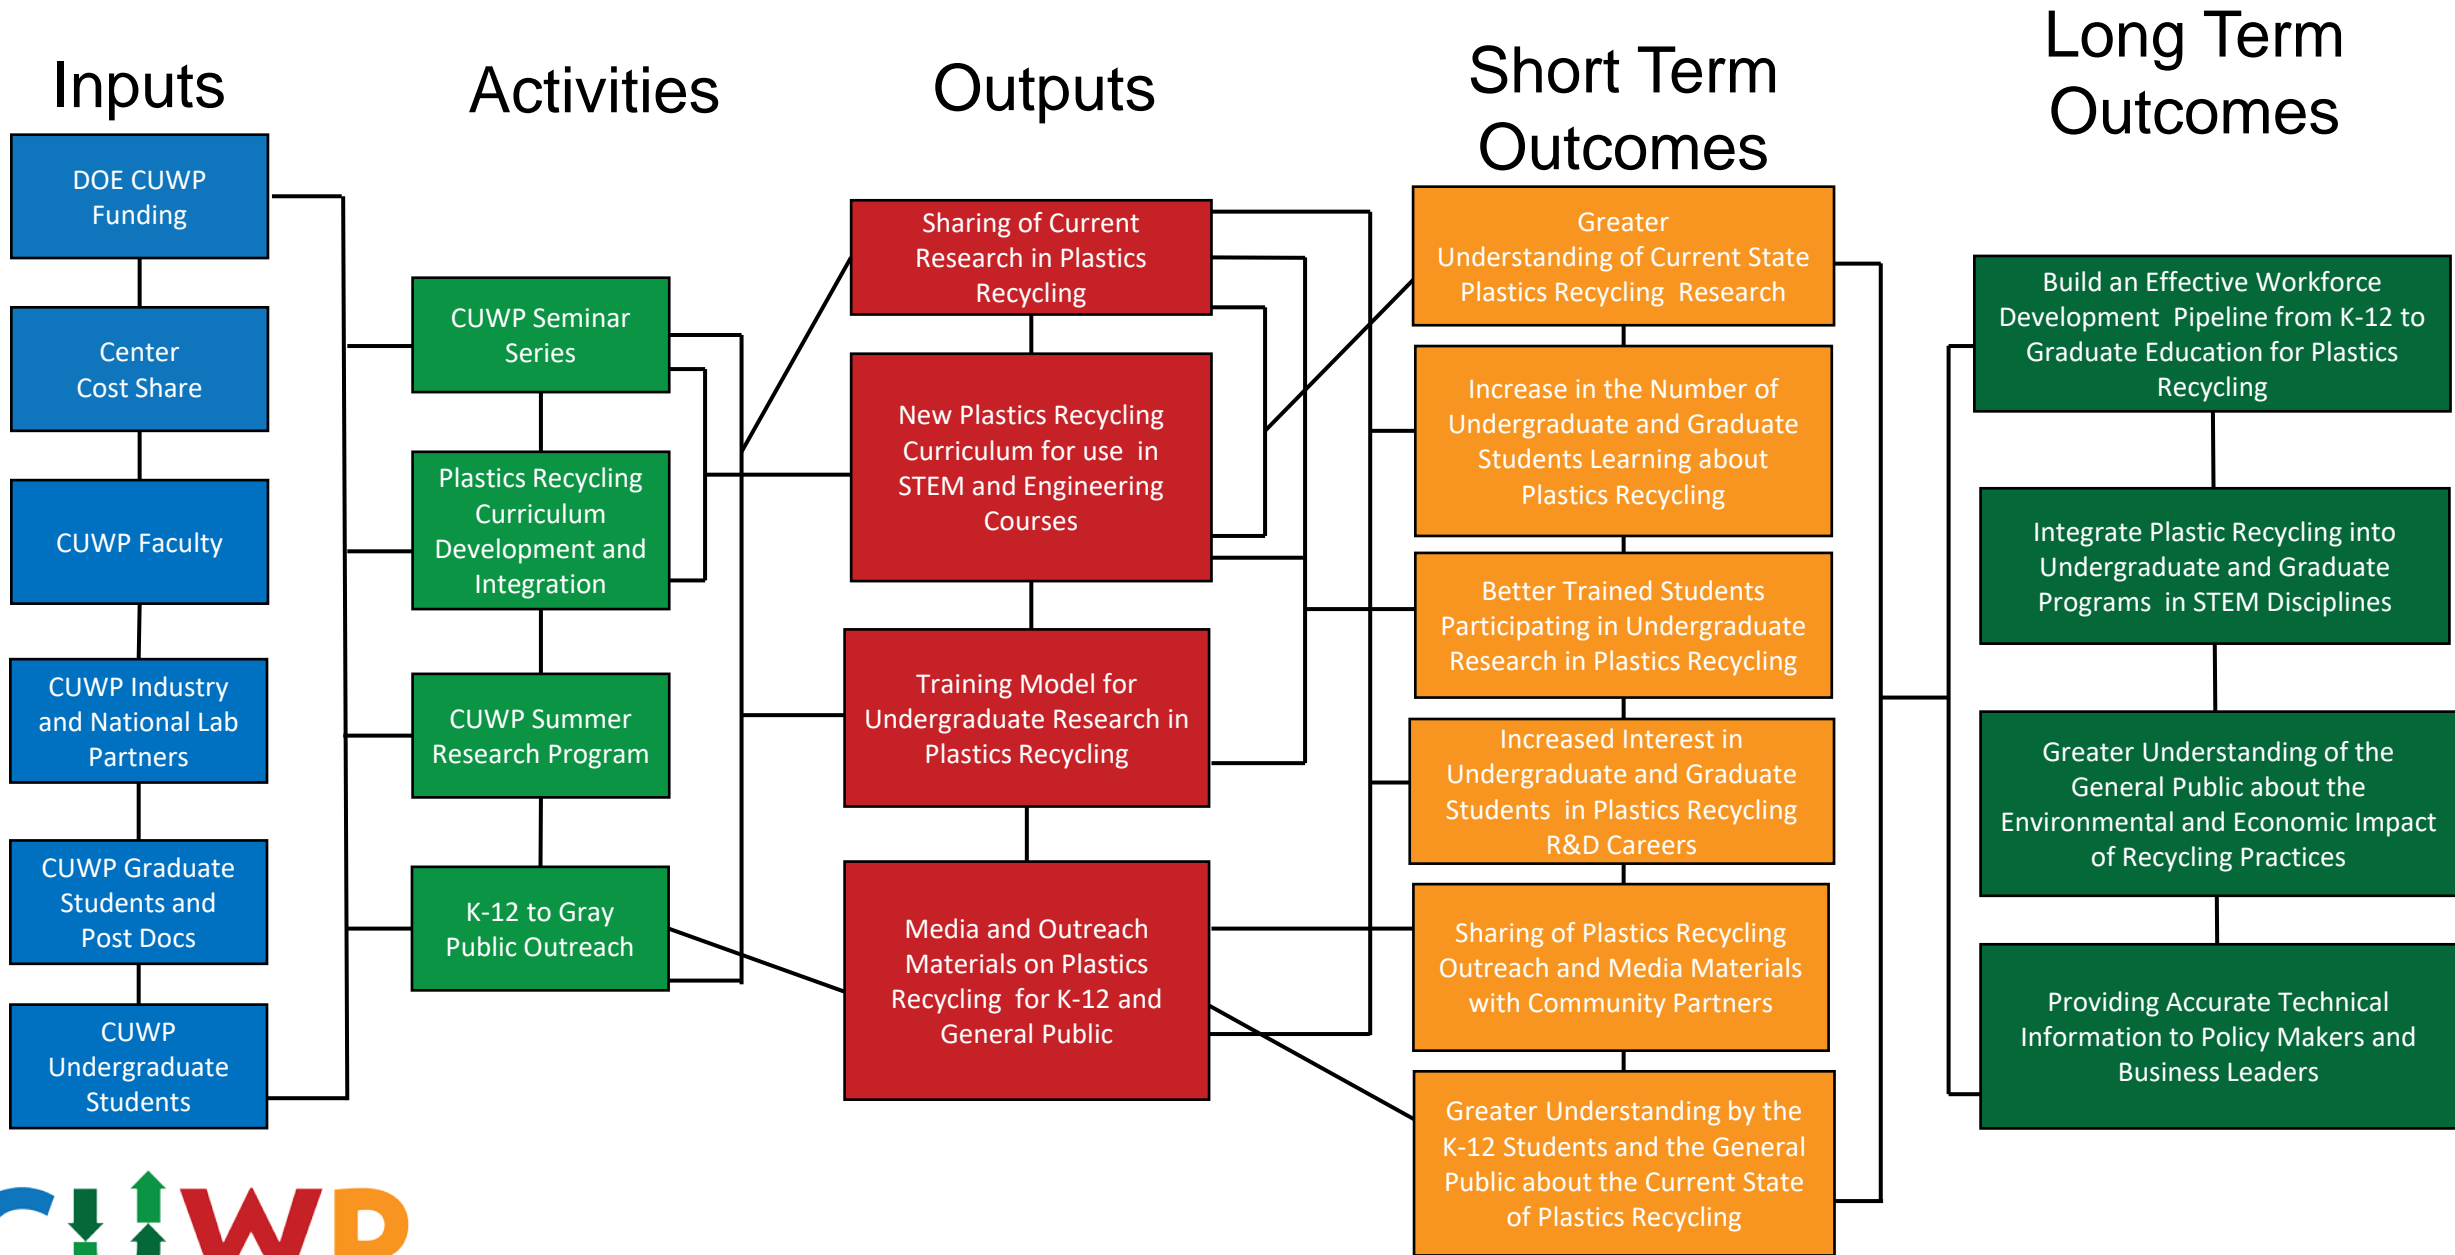 Inputs
Activities
Outputs
Short Term
Outcomes
Long Term
Outcomes
DOE CUWP
Funding
Center
Cost Share
CUWP Faculty
CUWP Industry
and National Lab
Partners
CUWP Graduate
Students and
Post Docs
CUWP
Undergraduate
Students
CUWP Seminar
Series
Plastics Recycling
Curriculum
Development and
Integration
CUWP Summer
Research Program
K-12 to Gray
Public Outreach
Sharing of Current
Research in Plastics
Recycling
New Plastics Recycling
Curriculum for use in
STEM and Engineering
Courses
Training Model for
Undergraduate Research in
Plastics Recycling
Media and Outreach
Materials on Plastics
Recycling for K-12 and
General Public
Greater
Understanding of Current State
Plastics Recycling Research
Increase in the Number of
Undergraduate and Graduate
Students Learning about
Plastics Recycling
Better Trained Students
Participating in Undergraduate
Research in Plastics Recycling
Increased Interest in
Undergraduate and Graduate
Students in Plastics Recycling
R&D Careers
Sharing of Plastics Recycling
Outreach and Media Materials
with Community Partners
Greater Understanding by the
K-12 Students and the General
Public about the Current State
of Plastics Recycling
Build an Effective Workforce
Development Pipeline from K-12 to
Graduate Education for Plastics
Recycling
Integrate Plastic Recycling into
Undergraduate and Graduate
Programs in STEM Disciplines
Greater Understanding of the
General Public about the
Environmental and Economic Impact
of Recycling Practices
Providing Accurate Technical
Information to Policy Makers and
Business Leaders
CUWP